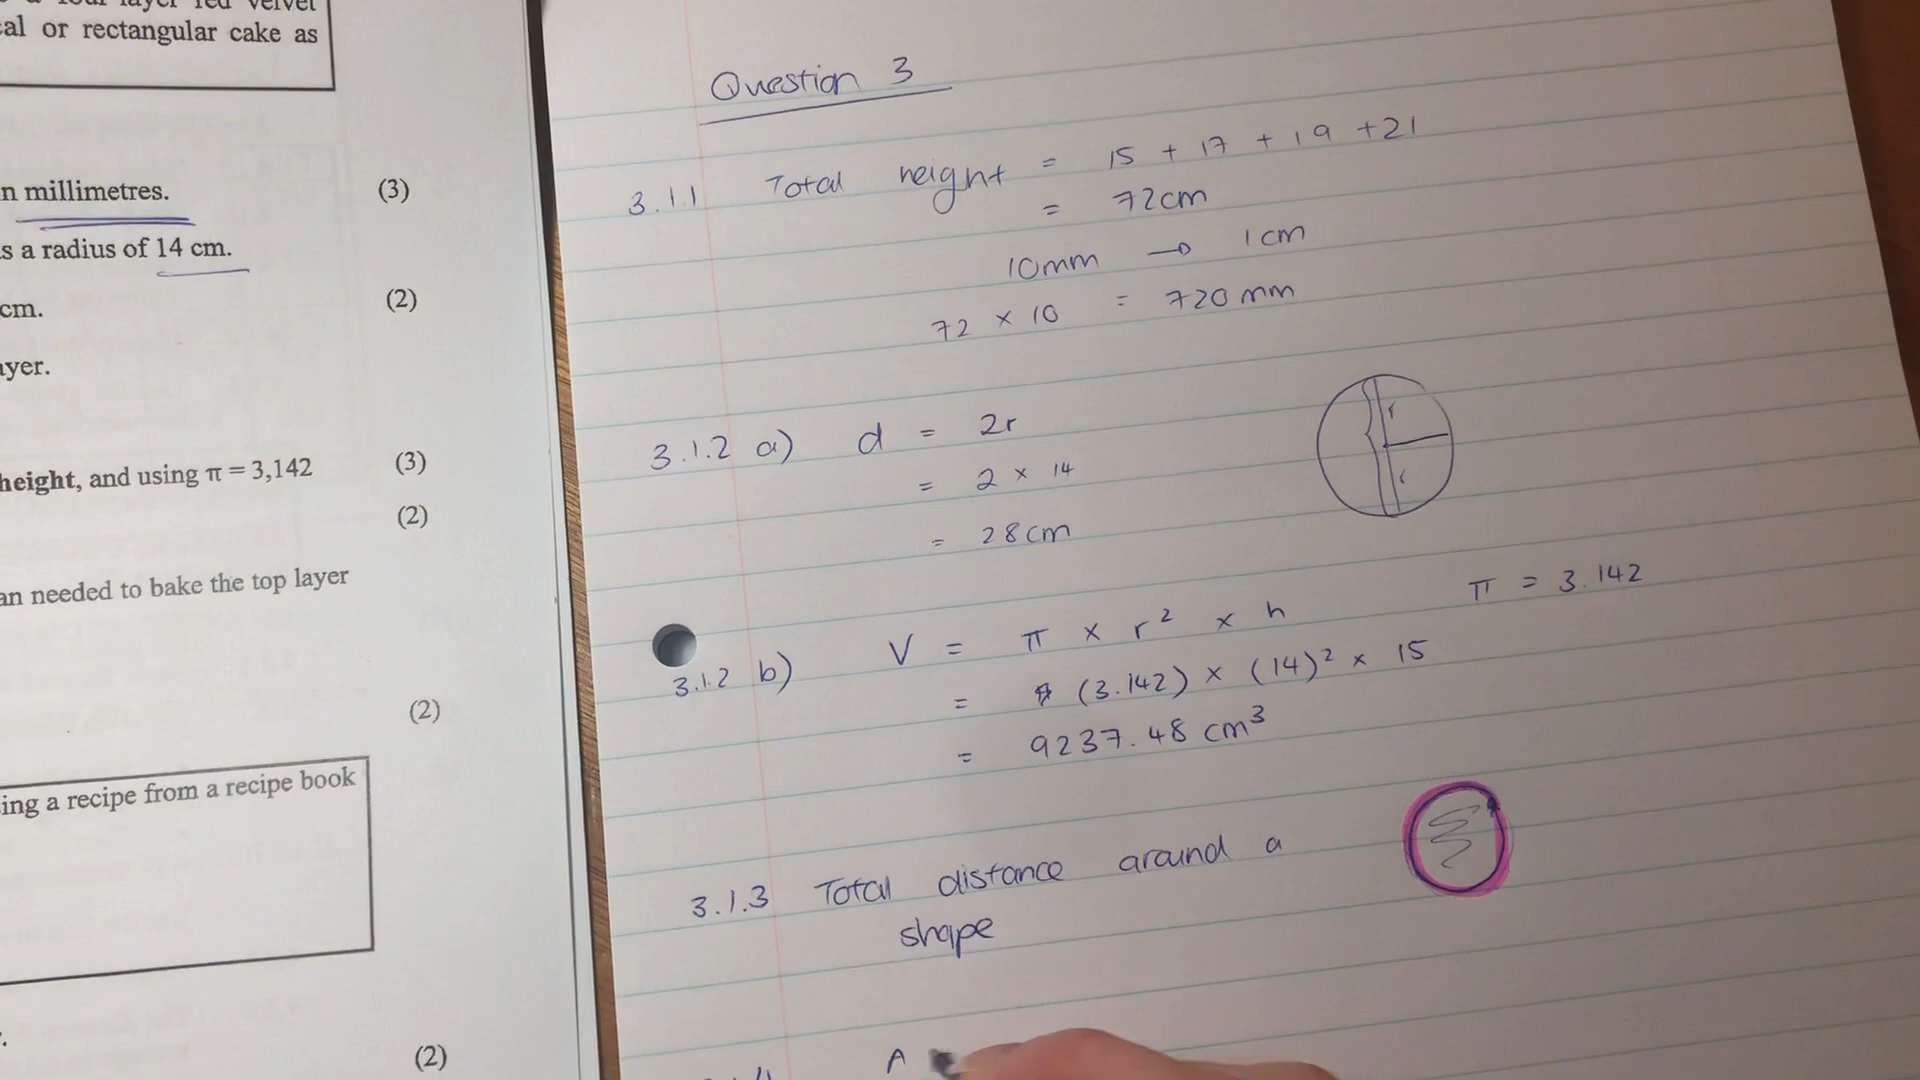 layer red velvet
or rectangular cake as
millimetres. (3)
a radius of 14 cm.
cm. (2)
height, and using π = 3,142 (3)
(2)
needed to bake the top layer
(2)
a recipe from a recipe book
(2)
Question 3
3.1.1 Total height = 15 + 17 + 19 + 21
= 72cm
10mm → 1cm
72 × 10 = 720 mm
3.1.2 a) d = 2r
= 2 × 14
= 28cm
r
r
3.1.2 b) V = π × r² × h π = 3.142
= (3.142) × (14)² × 15
= 9237.48 cm³
3.1.3 Total distance around a
shape
A